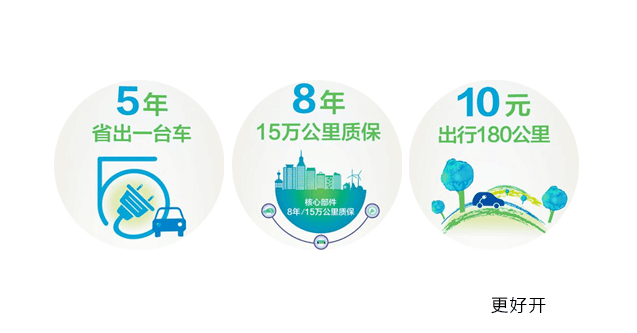 5年
省出一台车
8年
15万公里质保
核心部件
8年/15万公里质保
10元
出行180公里
更好开